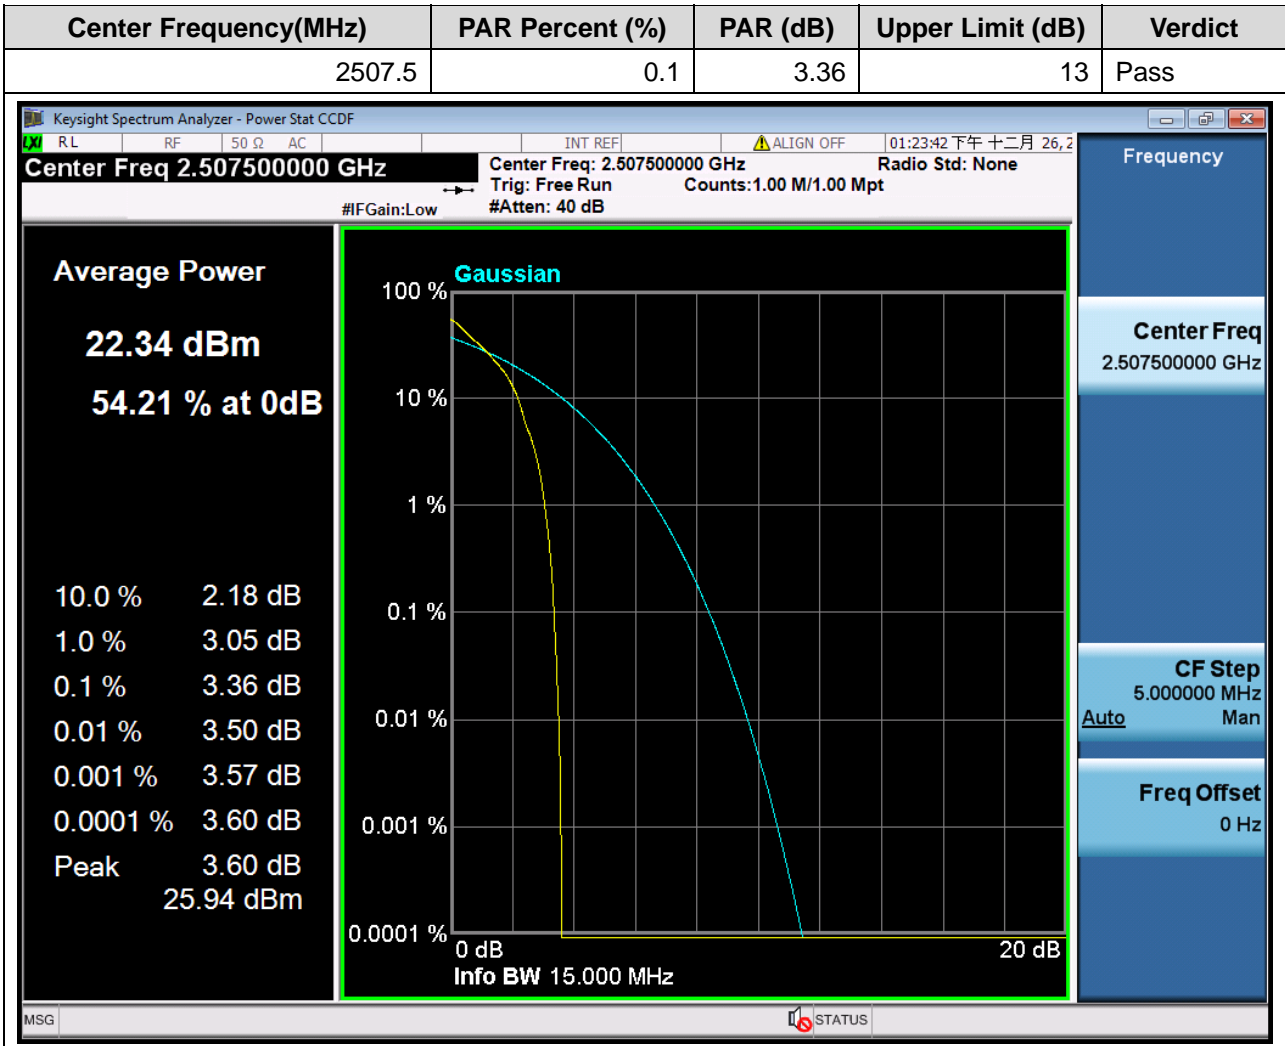 Center Frequency(MHz) PAR Percent (%) PAR (dB) Upper Limit (dB) Verdict
2507.5 0.1 3.36 13 Pass
Keysight Spectrum Analyzer - Power Stat CCDF
LXI RL RF 50 Ω AC INT REF ALIGN OFF 01:23:42 下午 十二月 26, 2
Center Freq 2.507500000 GHz
Center Freq: 2.507500000 GHz Radio Std: None
Trig: Free Run Counts:1.00 M/1.00 Mpt
#IFGain:Low #Atten: 40 dB
Average Power
22.34 dBm
54.21 % at 0dB
10.0 % 2.18 dB
1.0 % 3.05 dB
0.1 % 3.36 dB
0.01 % 3.50 dB
0.001 % 3.57 dB
0.0001 % 3.60 dB
Peak 3.60 dB
25.94 dBm
Gaussian
100 %
10 %
1 %
0.1 %
0.01 %
0.001 %
0.0001 %
0 dB 20 dB
Info BW 15.000 MHz
Frequency
Center Freq
2.507500000 GHz
CF Step
5.000000 MHz
Auto Man
Freq Offset
0 Hz
MSG STATUS